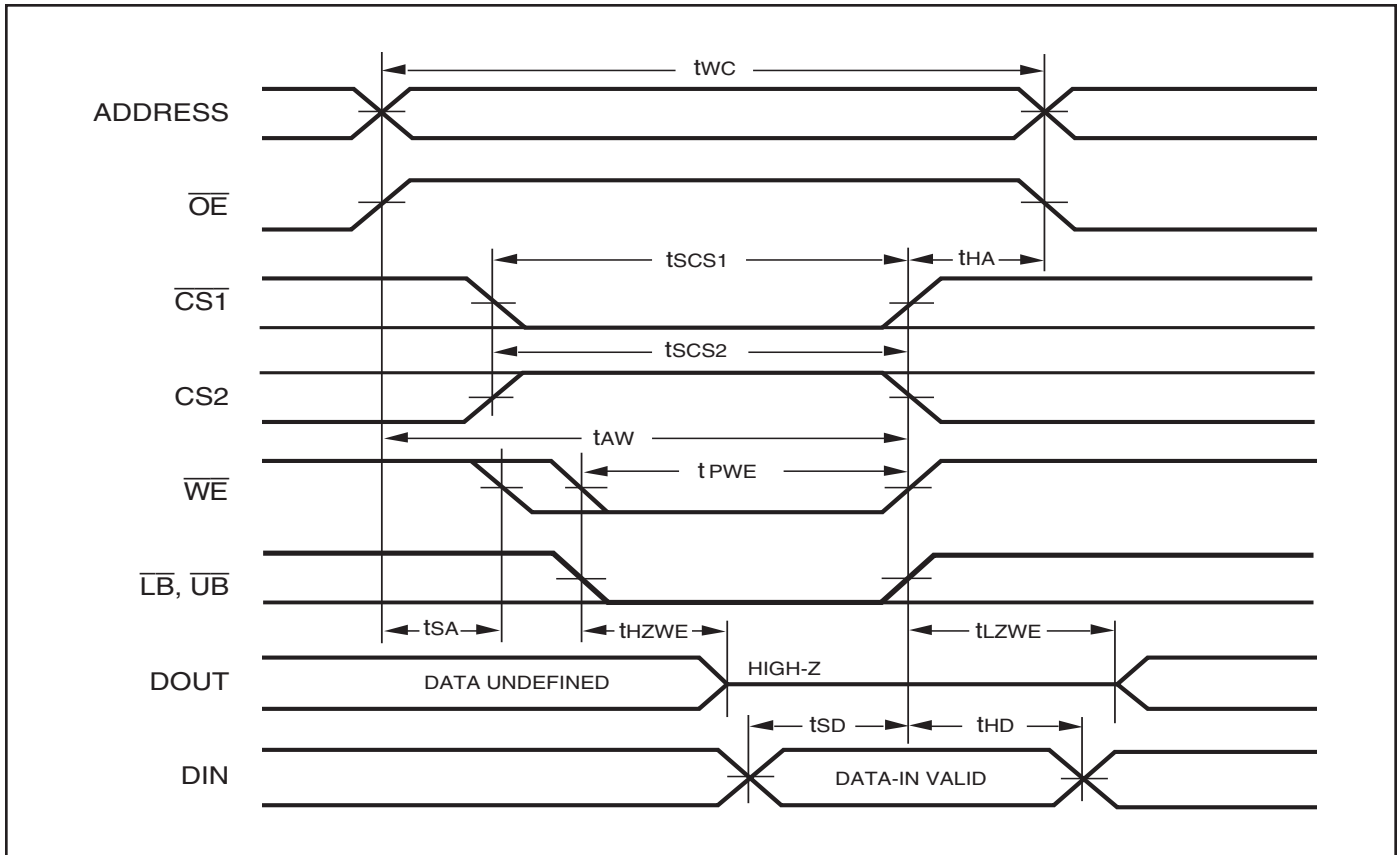 tWC
ADDRESS
OE
tSCS1
tHA
CS1
tSCS2
CS2
tAW
tPWE
WE
LB, UB
tSA
tHZWE
tLZWE
DOUT
DATA UNDEFINED
HIGH-Z
tSD
tHD
DIN
DATA-IN VALID